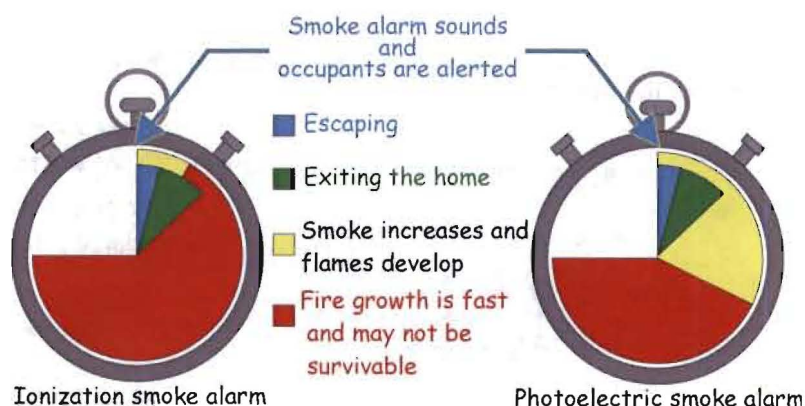 Smoke alarm sounds
and
occupants are alerted
Escaping
Exiting the home
Smoke increases and
flames develop
Fire growth is fast
and may not be
survivable
Ionization smoke alarm
Photoelectric smoke alarm